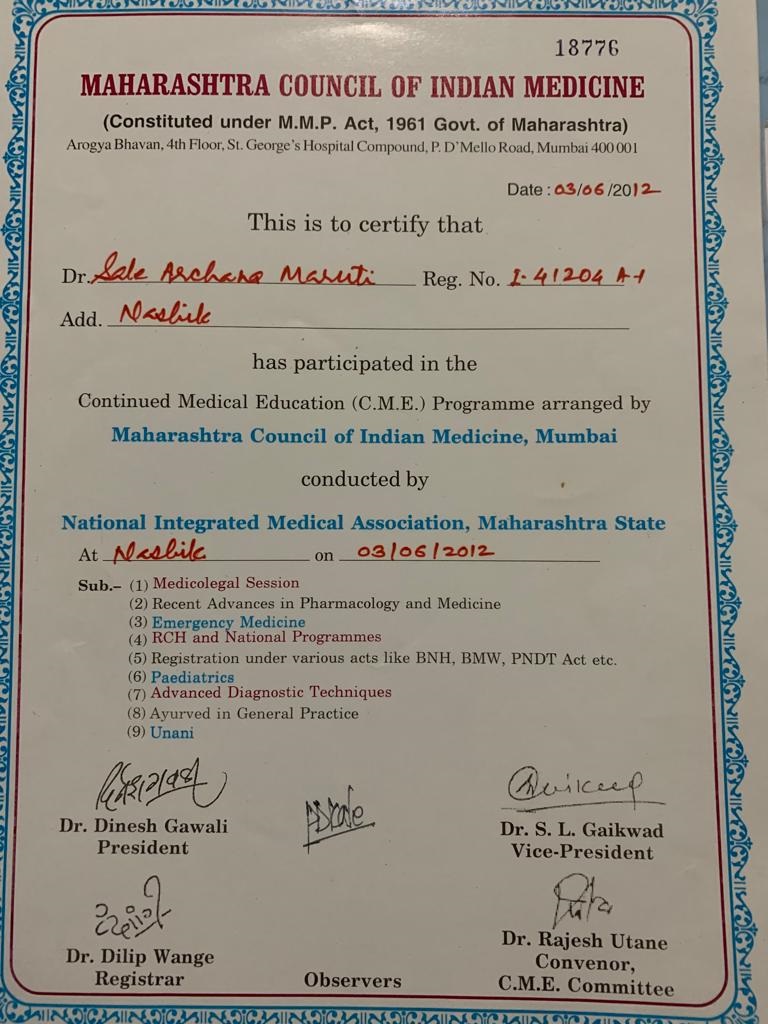 18776
MAHARASHTRA COUNCIL OF INDIAN MEDICINE
(Constituted under M.M.P. Act, 1961 Govt. of Maharashtra)
Arogya Bhavan, 4th Floor, St. George's Hospital Compound, P. D'Mello Road, Mumbai 400 001
Date : 03/06/2012
This is to certify that
Dr. Sale Archana Maruti Reg. No. I-41204 A-1
Add. Nashik
has participated in the
Continued Medical Education (C.M.E.) Programme arranged by
Maharashtra Council of Indian Medicine, Mumbai
conducted by
National Integrated Medical Association, Maharashtra State
At Nashik on 03/06/2012
Sub.- (1) Medicolegal Session
(2) Recent Advances in Pharmacology and Medicine
(3) Emergency Medicine
(4) RCH and National Programmes
(5) Registration under various acts like BNH, BMW, PNDT Act etc.
(6) Paediatrics
(7) Advanced Diagnostic Techniques
(8) Ayurved in General Practice
(9) Unani
Dr. Dinesh Gawali
President
Dr. S. L. Gaikwad
Vice-President
Dr. Dilip Wange
Registrar
Observers
Dr. Rajesh Utane
Convenor,
C.M.E. Committee